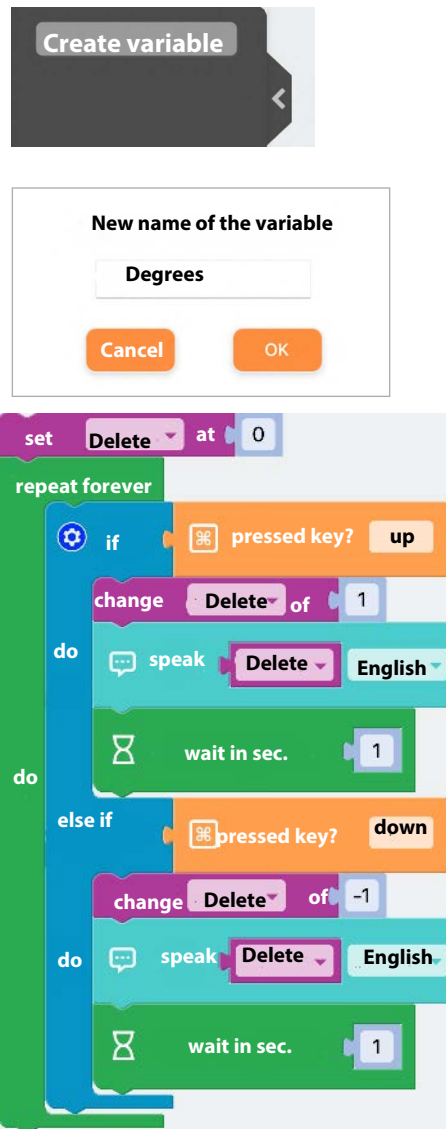 Create variable
New name of the variable
Degrees
Cancel OK
set Delete at 0
repeat forever
if pressed key? up
change Delete of 1
do speak Delete English
wait in sec. 1
do
else if pressed key? down
change Delete of -1
do speak Delete English
wait in sec. 1